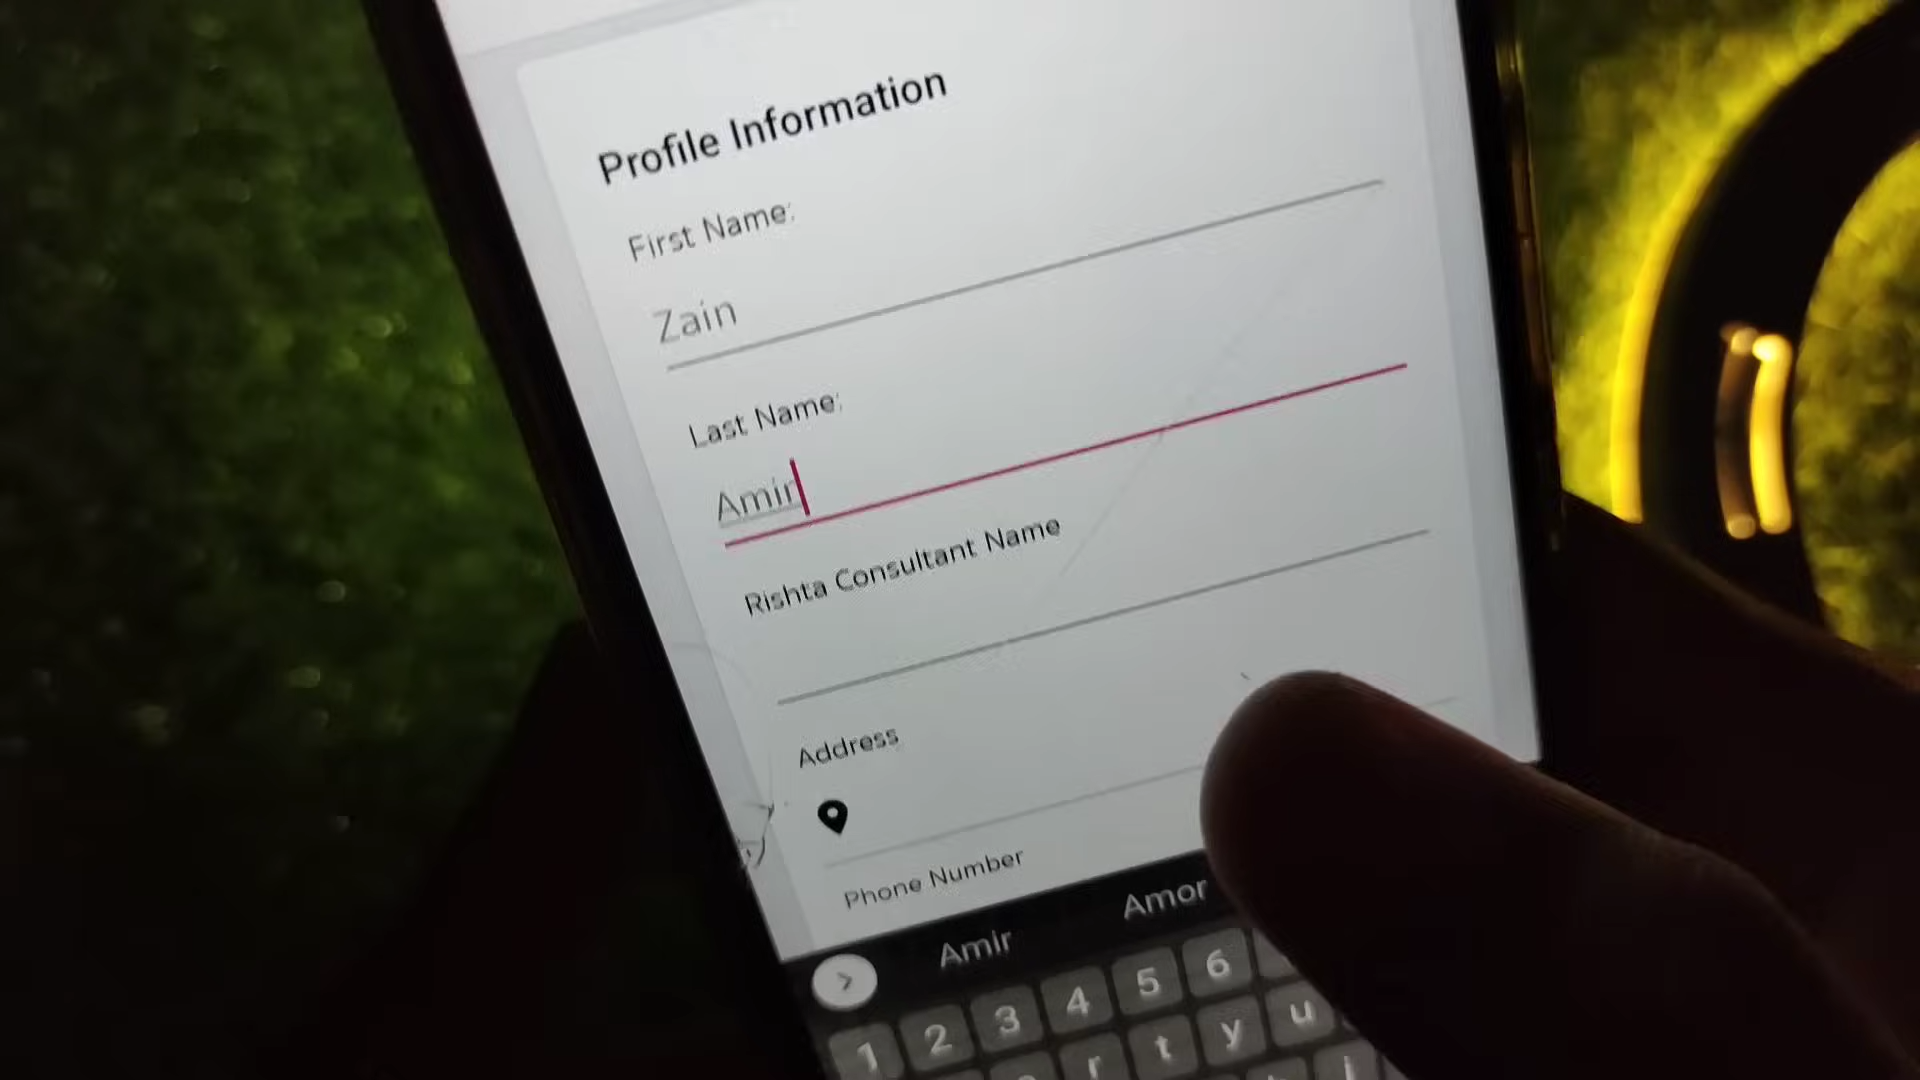 Profile Information
First Name:
Zain
Last Name:
Amir
Rishta Consultant Name
Address
Phone Number
Amir Amor
1 2 3 4 5 6
r t y u